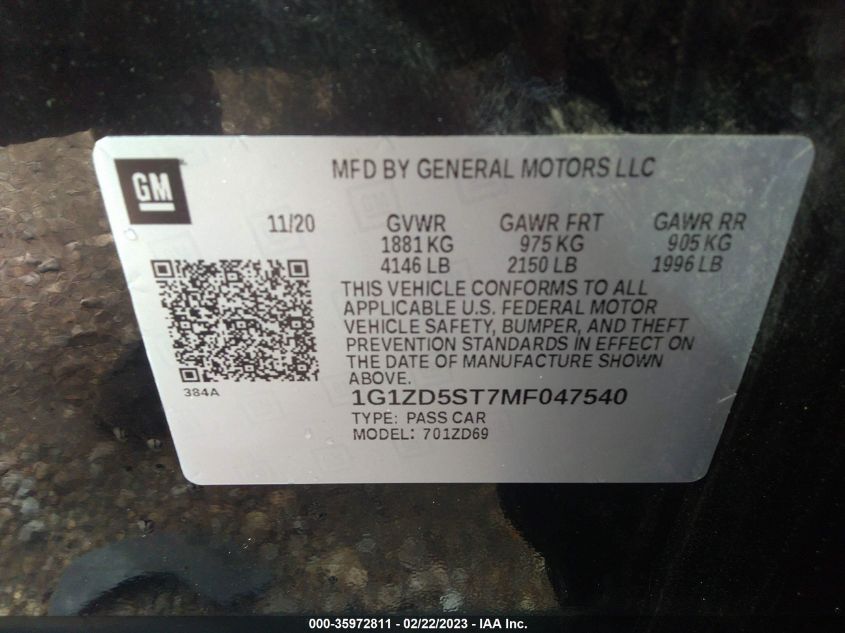 GM
MFD BY GENERAL MOTORS LLC
11/20 GVWR GAWR FRT GAWR RR
1881 KG 975 KG 905 KG
4146 LB 2150 LB 1996 LB
THIS VEHICLE CONFORMS TO ALL
APPLICABLE U.S. FEDERAL MOTOR
VEHICLE SAFETY, BUMPER, AND THEFT
PREVENTION STANDARDS IN EFFECT ON
THE DATE OF MANUFACTURE SHOWN
ABOVE.
384A
1G1ZD5ST7MF047540
TYPE: PASS CAR
MODEL: 701ZD69
000-35972811 - 02/22/2023 - IAA Inc.